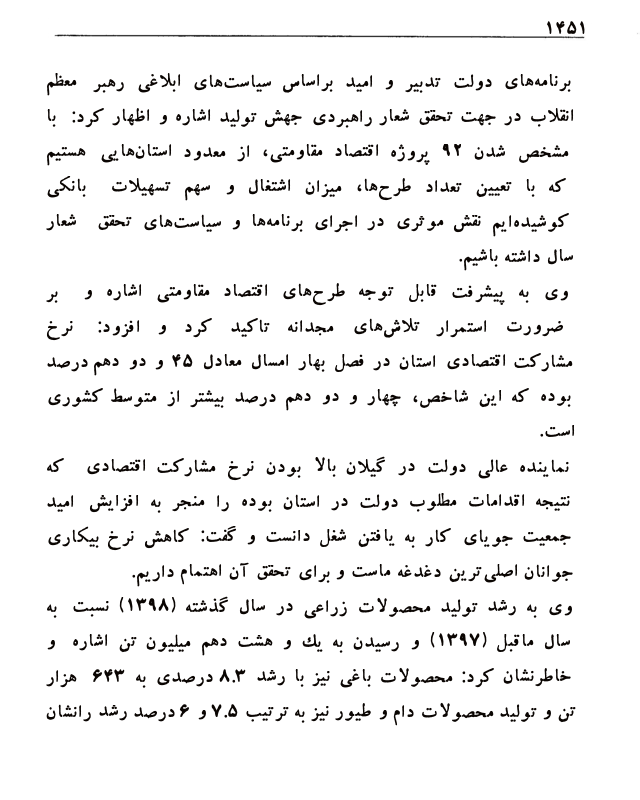 ۱۴۵۱
برنامه‌های دولت تدبیر و امید براساس سیاست‌های ابلاغی رهبر معظم
انقلاب در جهت تحقق شعار راهبردی جهش تولید اشاره و اظهار کرد: با
مشخص شدن ۹۲ پروژه اقتصاد مقاومتی، از معدود استان‌هایی هستیم
که با تعیین تعداد طرح‌ها، میزان اشتغال و سهم تسهیلات بانکی
کوشیده‌ایم نقش موثری در اجرای برنامه‌ها و سیاست‌های تحقق شعار
سال داشته باشیم.
وی به پیشرفت قابل توجه طرح‌های اقتصاد مقاومتی اشاره و بر
ضرورت استمرار تلاش‌های مجدانه تاکید کرد و افزود: نرخ
مشارکت اقتصادی استان در فصل بهار امسال معادل ۴۵ و دو دهم درصد
بوده که این شاخص، چهار و دو دهم درصد بیشتر از متوسط کشوری
است.
نماینده عالی دولت در گیلان بالا بودن نرخ مشارکت اقتصادی که
نتیجه اقدامات مطلوب دولت در استان بوده را منجر به افزایش امید
جمعیت جویای کار به یافتن شغل دانست و گفت: کاهش نرخ بیکاری
جوانان اصلی‌ترین دغدغه ماست و برای تحقق آن اهتمام داریم.
وی به رشد تولید محصولات زراعی در سال گذشته (۱۳۹۸) نسبت به
سال ماقبل (۱۳۹۷) و رسیدن به یك و هشت دهم میلیون تن اشاره و
خاطرنشان کرد: محصولات باغی نیز با رشد ۸.۳ درصدی به ۶۴۳ هزار
تن و تولید محصولات دام و طیور نیز به ترتیب ۷.۵ و ۶ درصد رشد رانشان